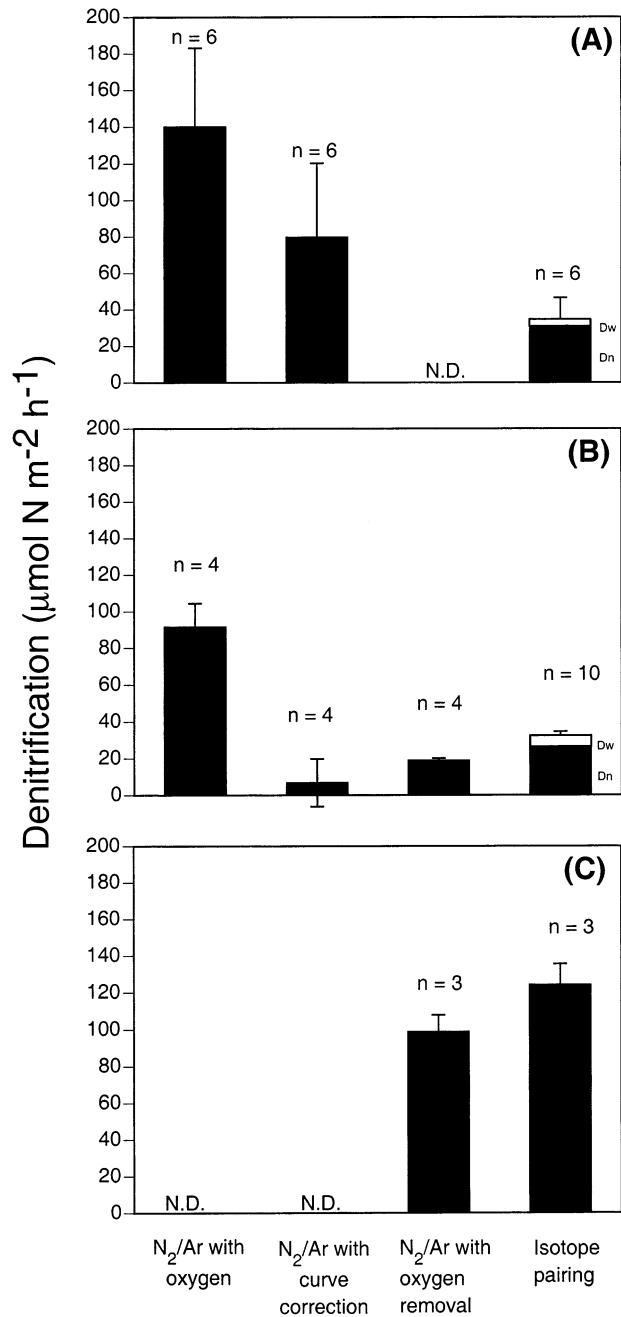 Denitrification (μmol N m-2 h-1)
(A)
200
180
160
140
120
100
80
60
40
20
0
n = 6
n = 6
N.D.
n = 6
Dw
Dn
(B)
200
180
160
140
120
100
80
60
40
20
0
n = 4
n = 4
n = 4
n = 10
Dw
Dn
(C)
200
180
160
140
120
100
80
60
40
20
0
N.D.
N.D.
n = 3
n = 3
N2/Ar with
oxygen
N2/Ar with
curve
correction
N2/Ar with
oxygen
removal
Isotope
pairing